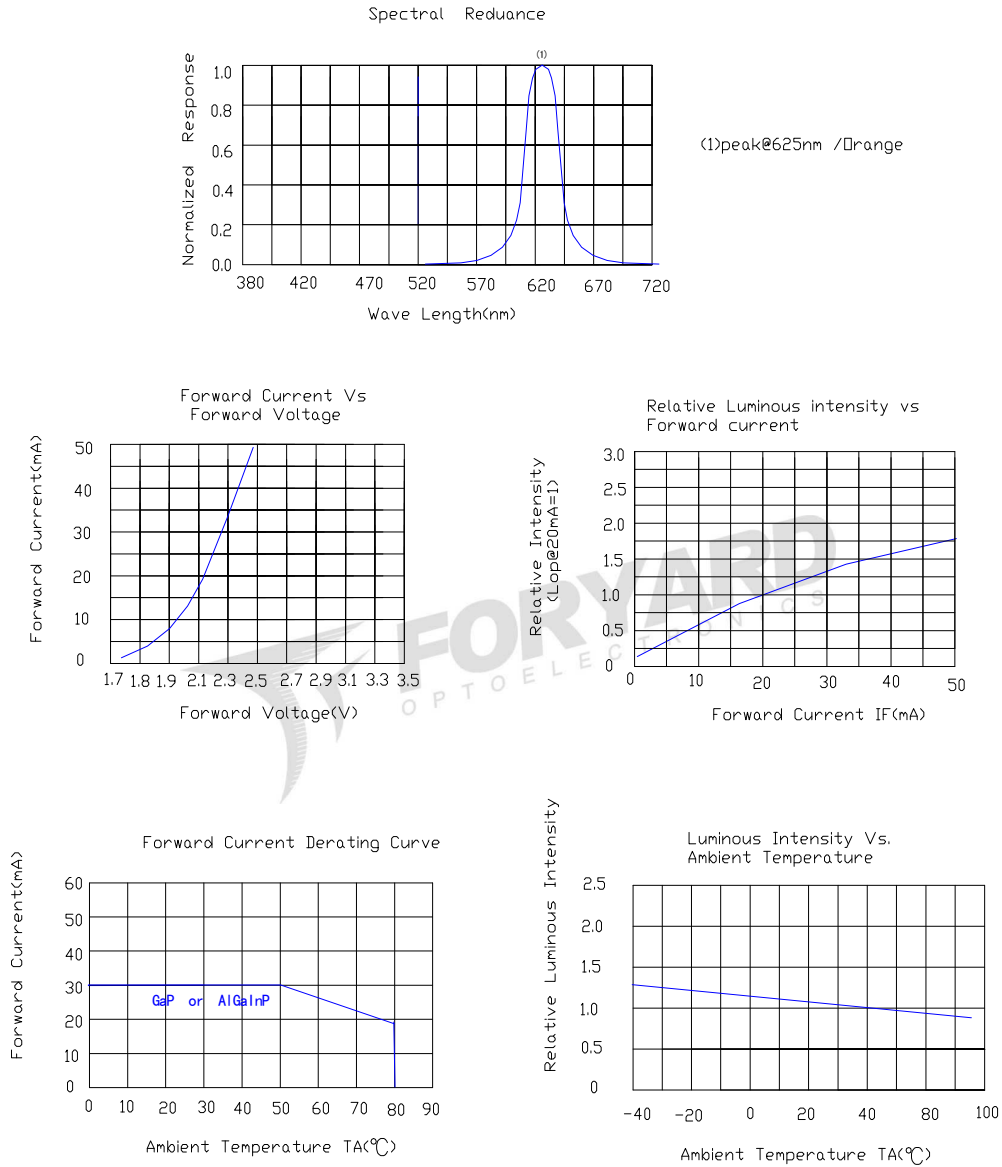 Spectral Reduance
(1)
Normalized Response
1.0
0.8
0.6
0.4
0.2
0.0
380 420 470 520 570 620 670 720
Wave Length(nm)
(1)peak@625nm /Orange
Forward Current Vs
Forward Voltage
Forward Current(mA)
50
40
30
20
10
0
1.7 1.8 1.9 2.1 2.3 2.5 2.7 2.9 3.1 3.3 3.5
Forward Voltage(V)
Relative Luminous intensity vs
Forward current
Relative Intensity
(Lop@20mA=1)
3.0
2.5
2.0
1.5
1.0
0.5
0
0 10 20 30 40 50
Forward Current IF(mA)
FORYARD
OPTOELECTRONICS
Forward Current Derating Curve
Forward Current(mA)
60
50
40
30
20
10
0
GaP or AlGaInP
0 10 20 30 40 50 60 70 80 90
Ambient Temperature TA(℃)
Luminous Intensity Vs.
Ambient Temperature
Relative Luminous Intensity
2.5
2.0
1.5
1.0
0.5
0
-40 -20 0 20 40 80 100
Ambient Temperature TA(℃)